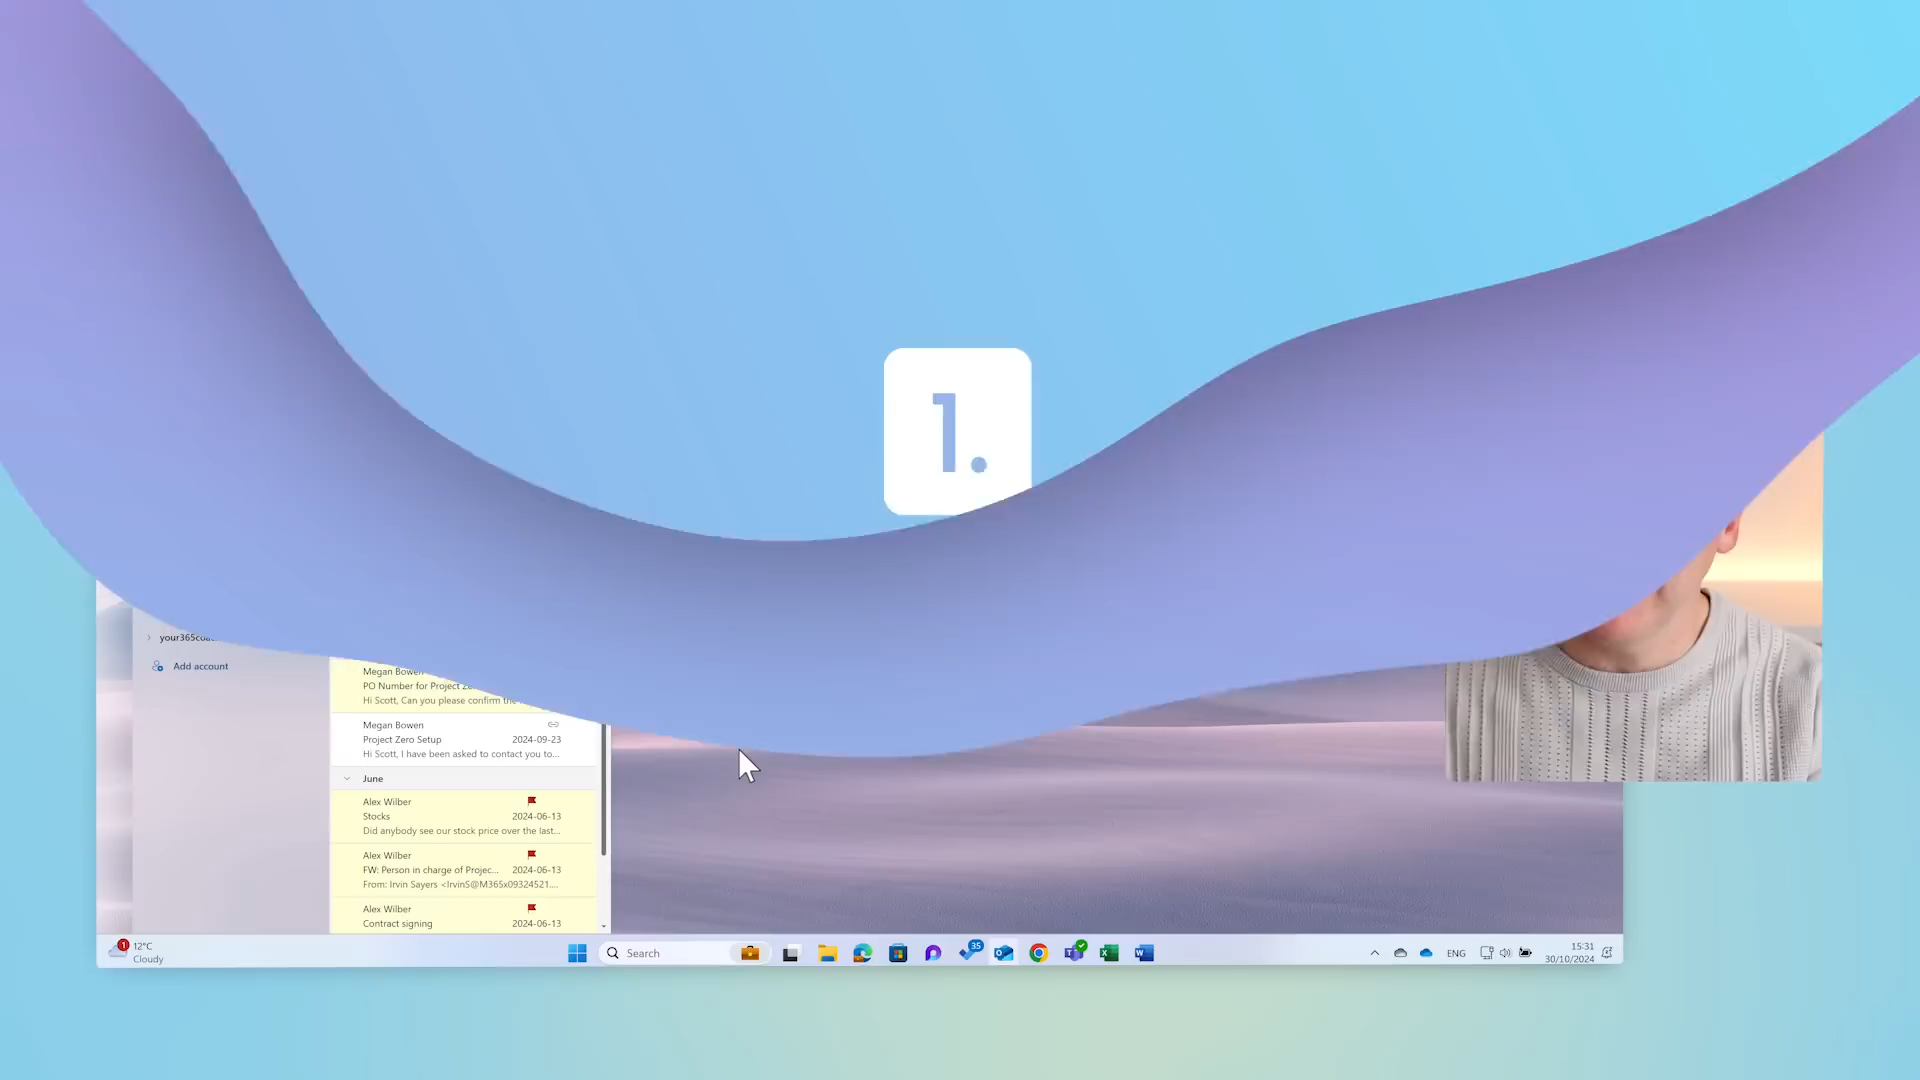 1.
your365coa
Add account
Megan Bowen
PO Number for Project Ze
Hi Scott, Can you please confirm the
Megan Bowen
Project Zero Setup 2024-09-23
Hi Scott, I have been asked to contact you to...
June
Alex Wilber
Stocks 2024-06-13
Did anybody see our stock price over the last...
Alex Wilber
FW: Person in charge of Projec... 2024-06-13
From: Irvin Sayers <IrvinS@M365x09324521....
Alex Wilber
Contract signing 2024-06-13
1
12°C
Cloudy
Search
35
ENG
15:31
30/10/2024